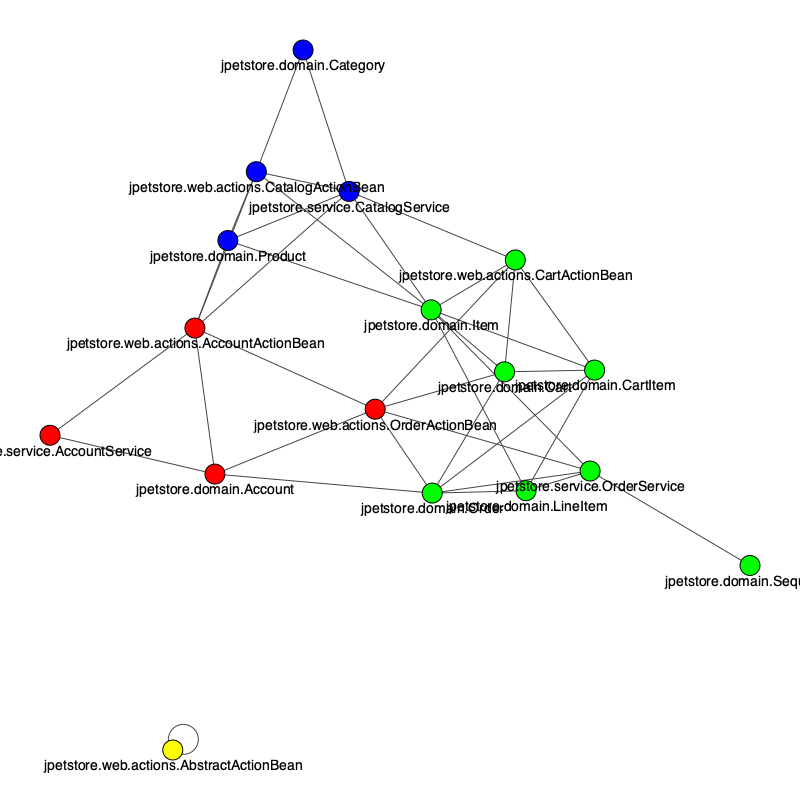 jpetstore.domain.Category
jpetstore.web.actions.CatalogActionBean
jpetstore.service.CatalogService
jpetstore.domain.Product
jpetstore.web.actions.CartActionBean
jpetstore.domain.Item
jpetstore.web.actions.AccountActionBean
jpetstore.domain.Cart
jpetstore.domain.CartItem
jpetstore.web.actions.OrderActionBean
e.service.AccountService
jpetstore.domain.Account
jpetstore.service.OrderService
jpetstore.domain.Order
jpetstore.domain.LineItem
jpetstore.domain.Sequ
jpetstore.web.actions.AbstractActionBean